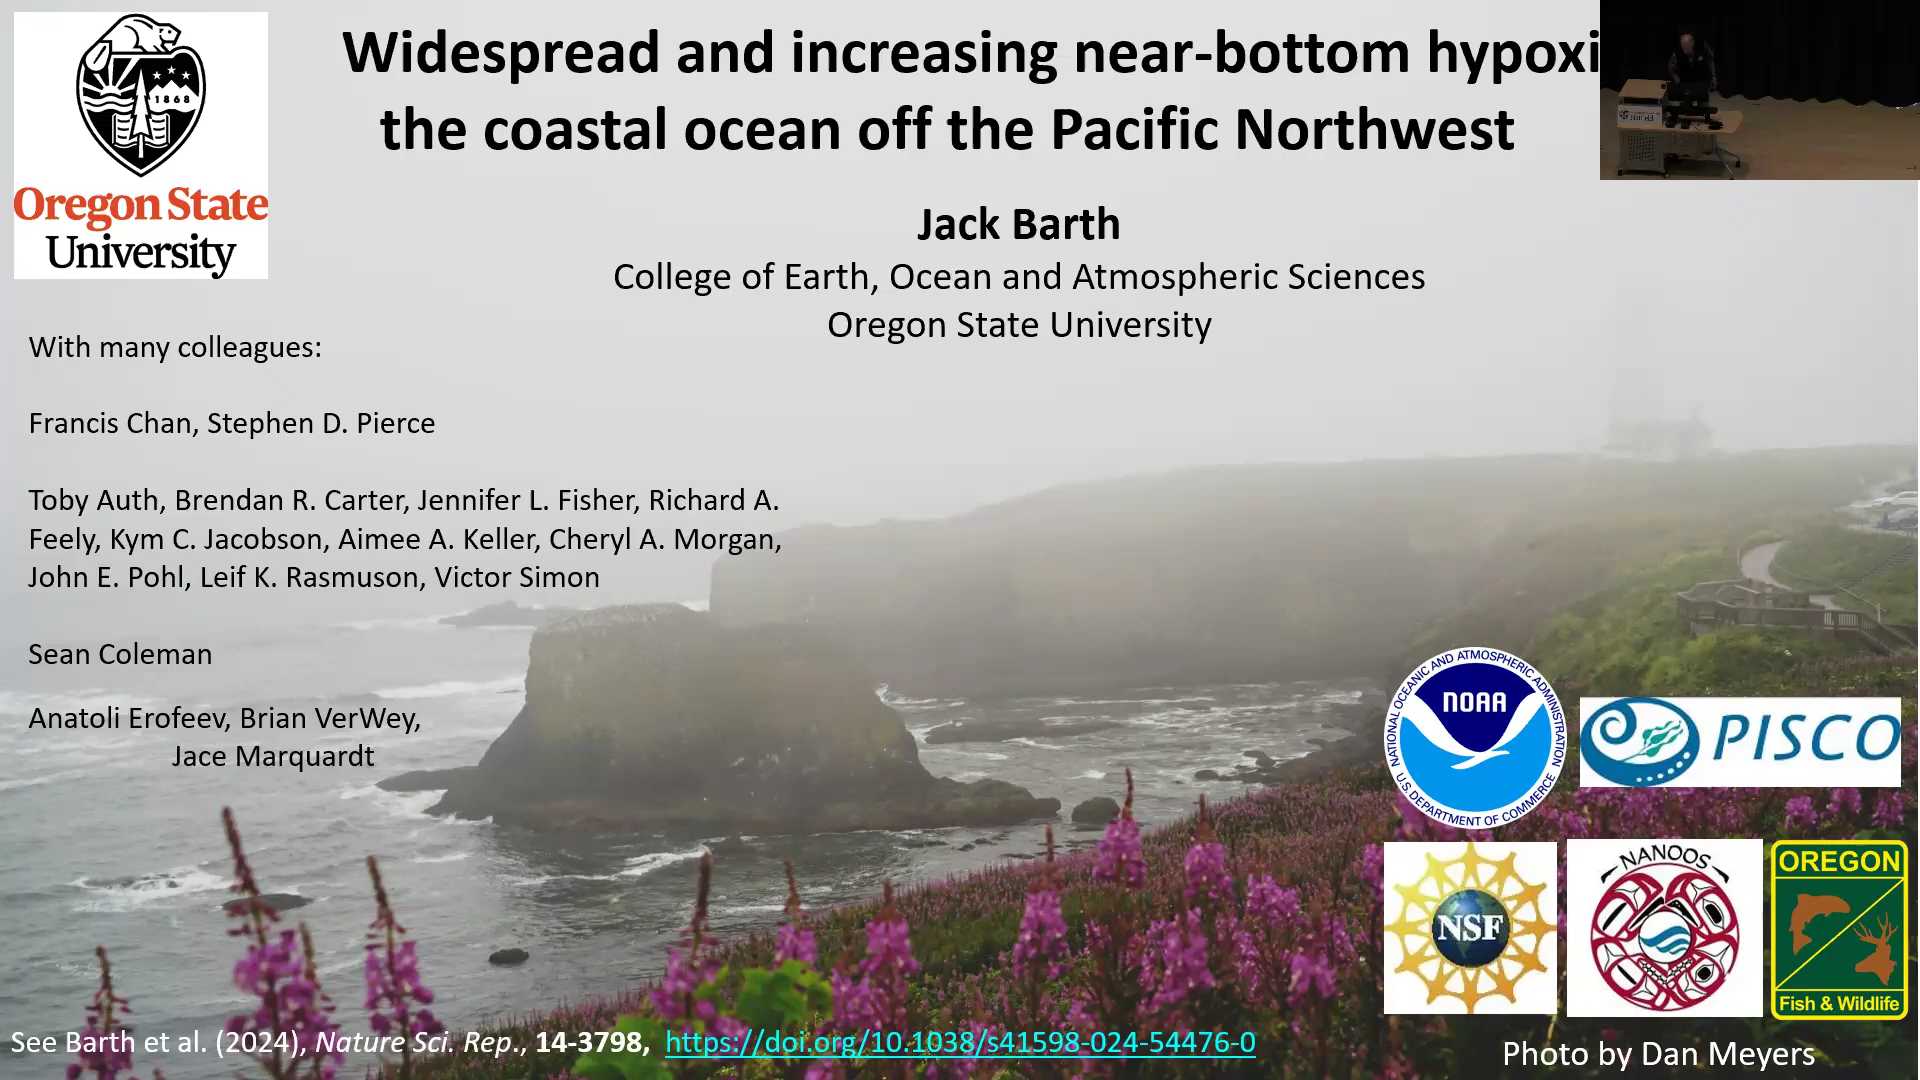 Widespread and increasing near-bottom hypoxi
the coastal ocean off the Pacific Northwest
1868
Oregon State
University
Jack Barth
College of Earth, Ocean and Atmospheric Sciences
Oregon State University
With many colleagues:
Francis Chan, Stephen D. Pierce
Toby Auth, Brendan R. Carter, Jennifer L. Fisher, Richard A.
Feely, Kym C. Jacobson, Aimee A. Keller, Cheryl A. Morgan,
John E. Pohl, Leif K. Rasmuson, Victor Simon
Sean Coleman
Anatoli Erofeev, Brian VerWey,
Jace Marquardt
NATIONAL OCEANIC AND ATMOSPHERIC ADMINISTRATION
NOAA
U.S. DEPARTMENT OF COMMERCE
PISCO
NSF
NANOOS
OREGON
Fish & Wildlife
See Barth et al. (2024), Nature Sci. Rep., 14-3798, https://doi.org/10.1038/s41598-024-54476-0
Photo by Dan Meyers